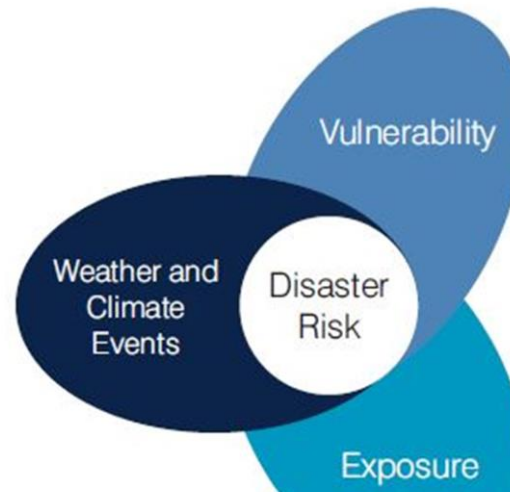 Vulnerability
Weather and
Climate
Events
Disaster
Risk
Exposure